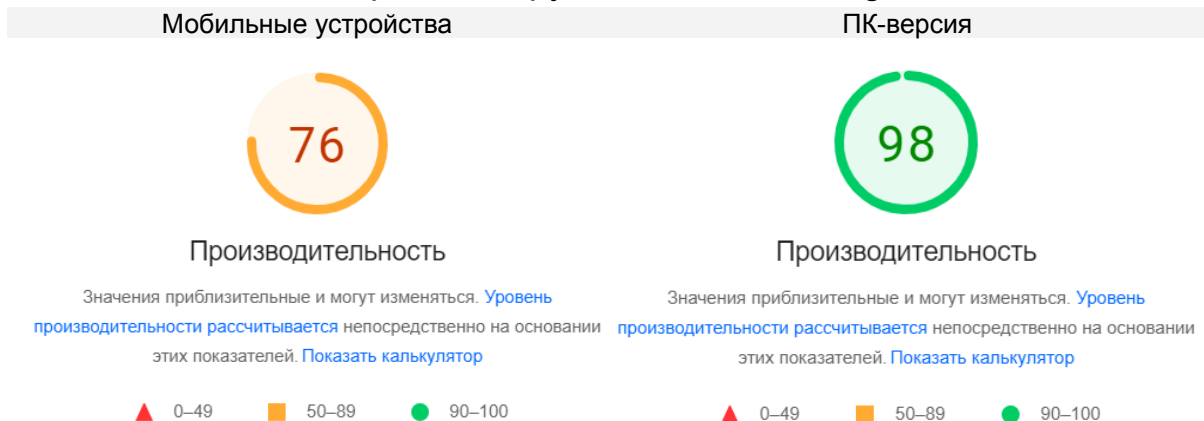 Мобильные устройства
ПК-версия
76
98
Производительность
Производительность
Значения приблизительные и могут изменяться. Уровень
производительности рассчитывается непосредственно на основании
этих показателей. Показать калькулятор
Значения приблизительные и могут изменяться. Уровень
производительности рассчитывается непосредственно на основании
этих показателей. Показать калькулятор
0–49 50–89 90–100
0–49 50–89 90–100